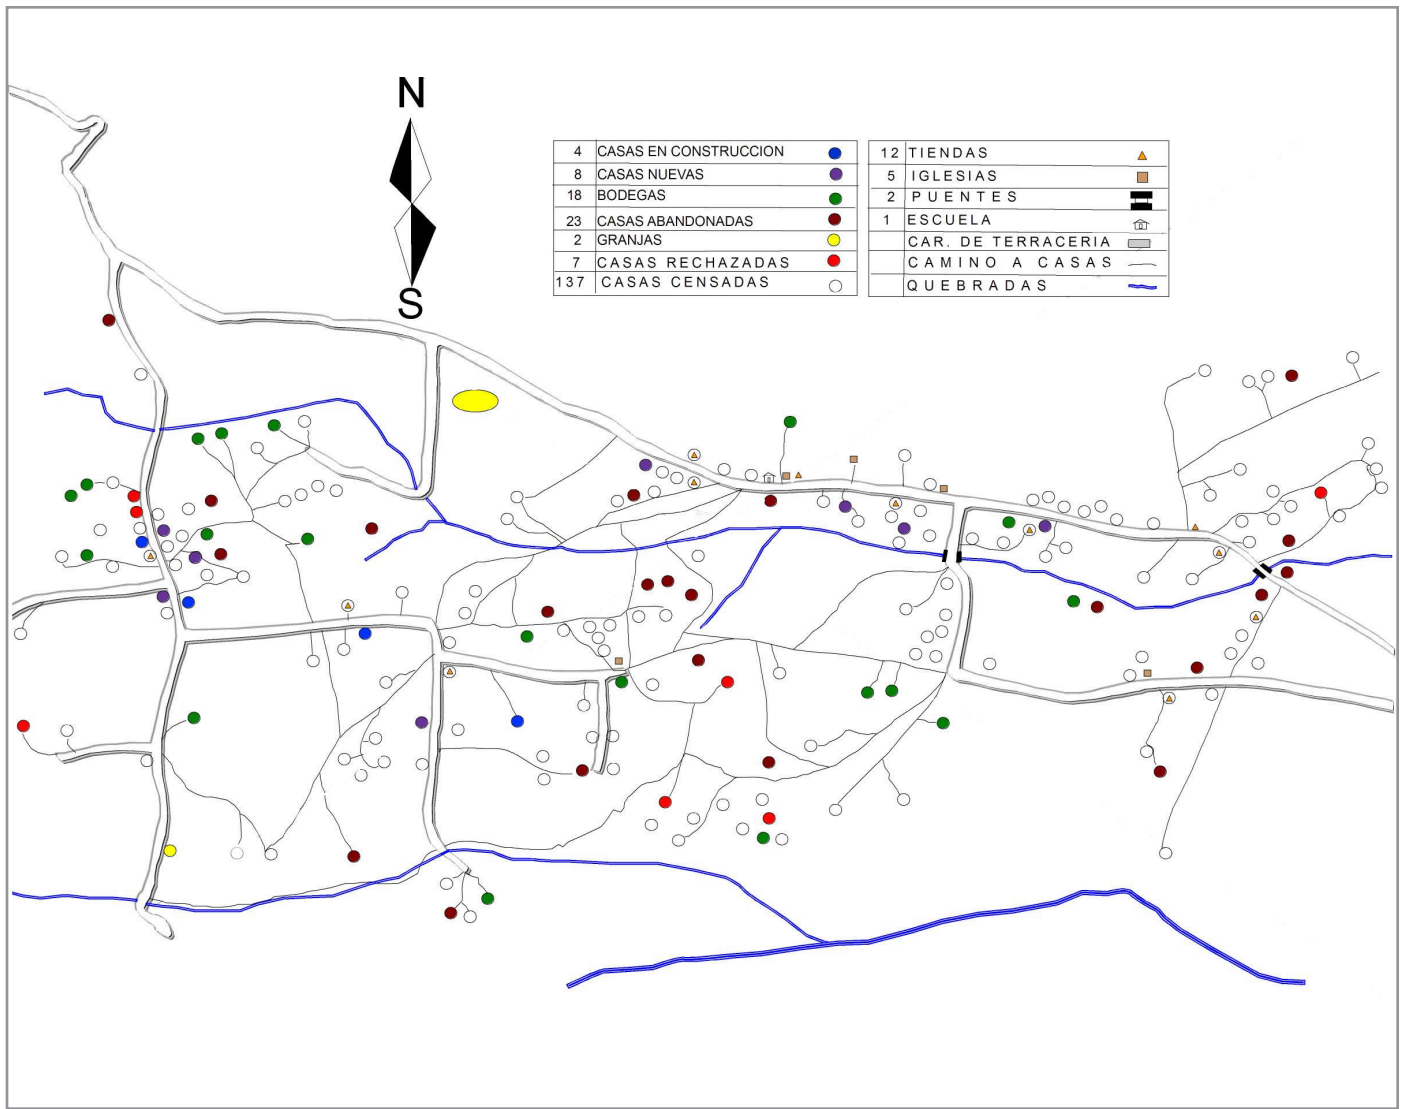 N
S
4 CASAS EN CONSTRUCCION
8 CASAS NUEVAS
18 BODEGAS
23 CASAS ABANDONADAS
2 GRANJAS
7 CASAS RECHAZADAS
137 CASAS CENSADAS
12 TIENDAS
5 IGLESIAS
2 PUENTES
1 ESCUELA
CAR. DE TERRACERIA
CAMINO A CASAS
QUEBRADAS